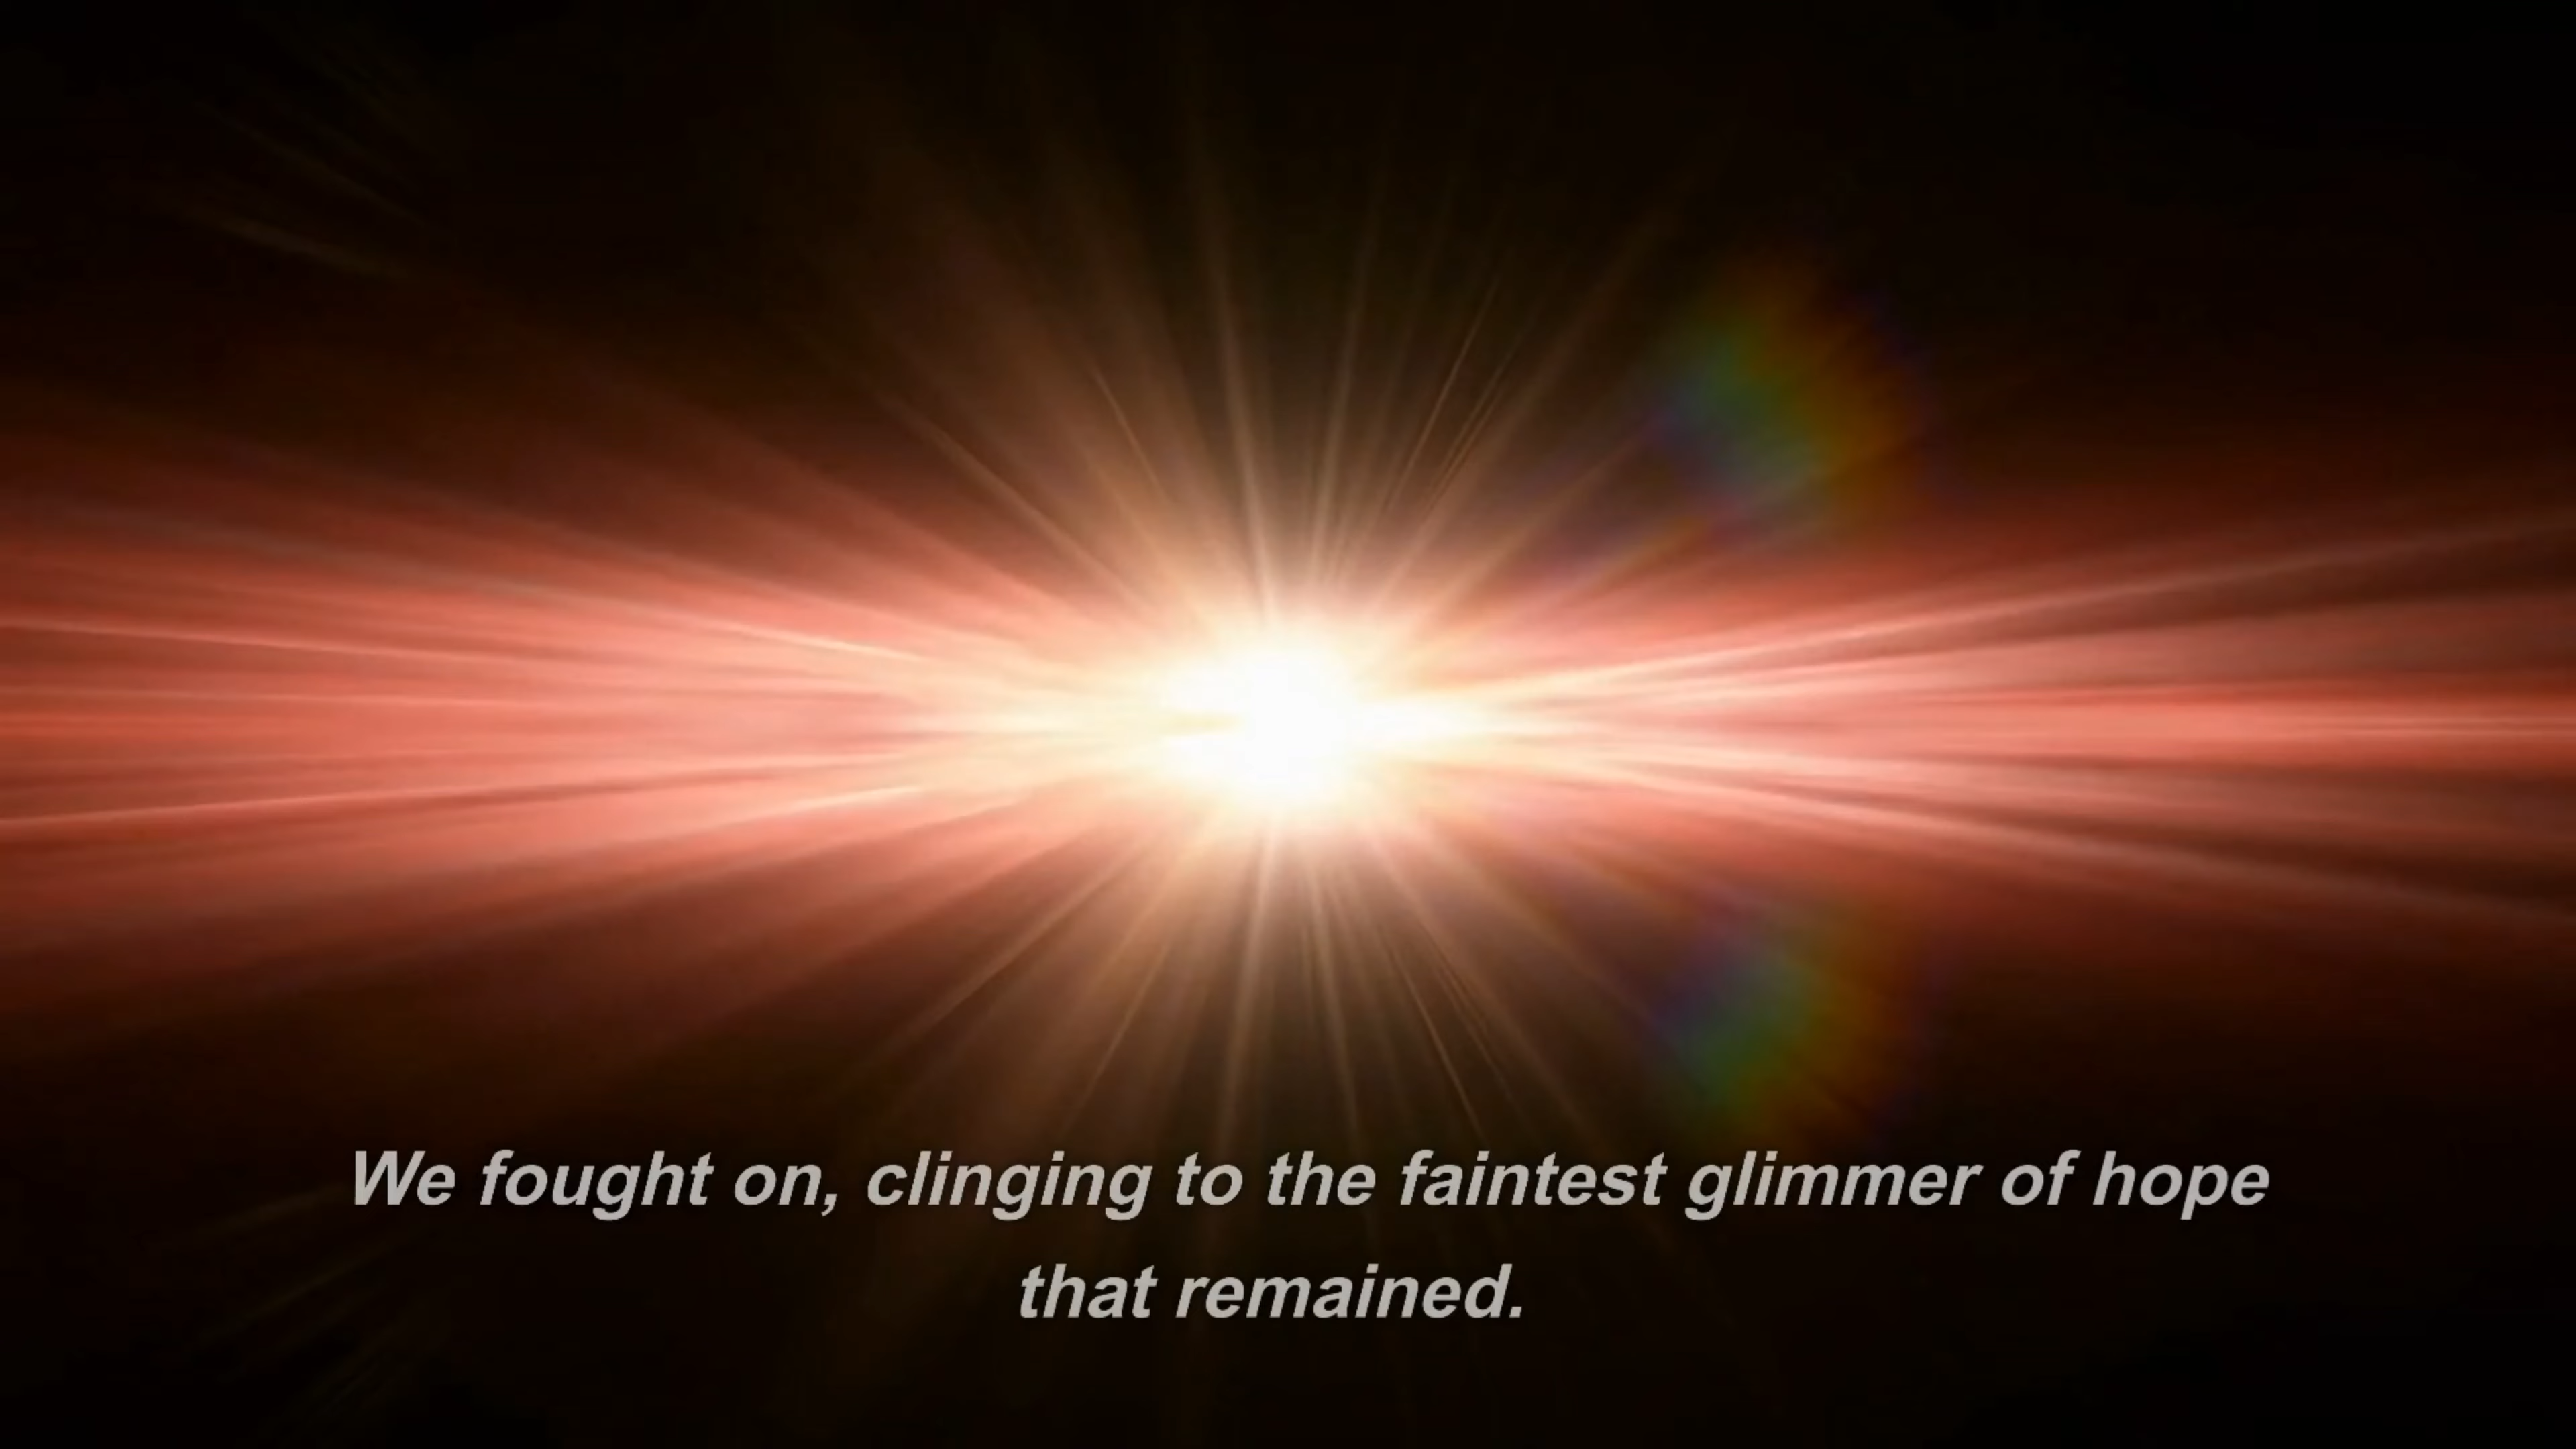 We fought on, clinging to the faintest glimmer of hope
that remained.